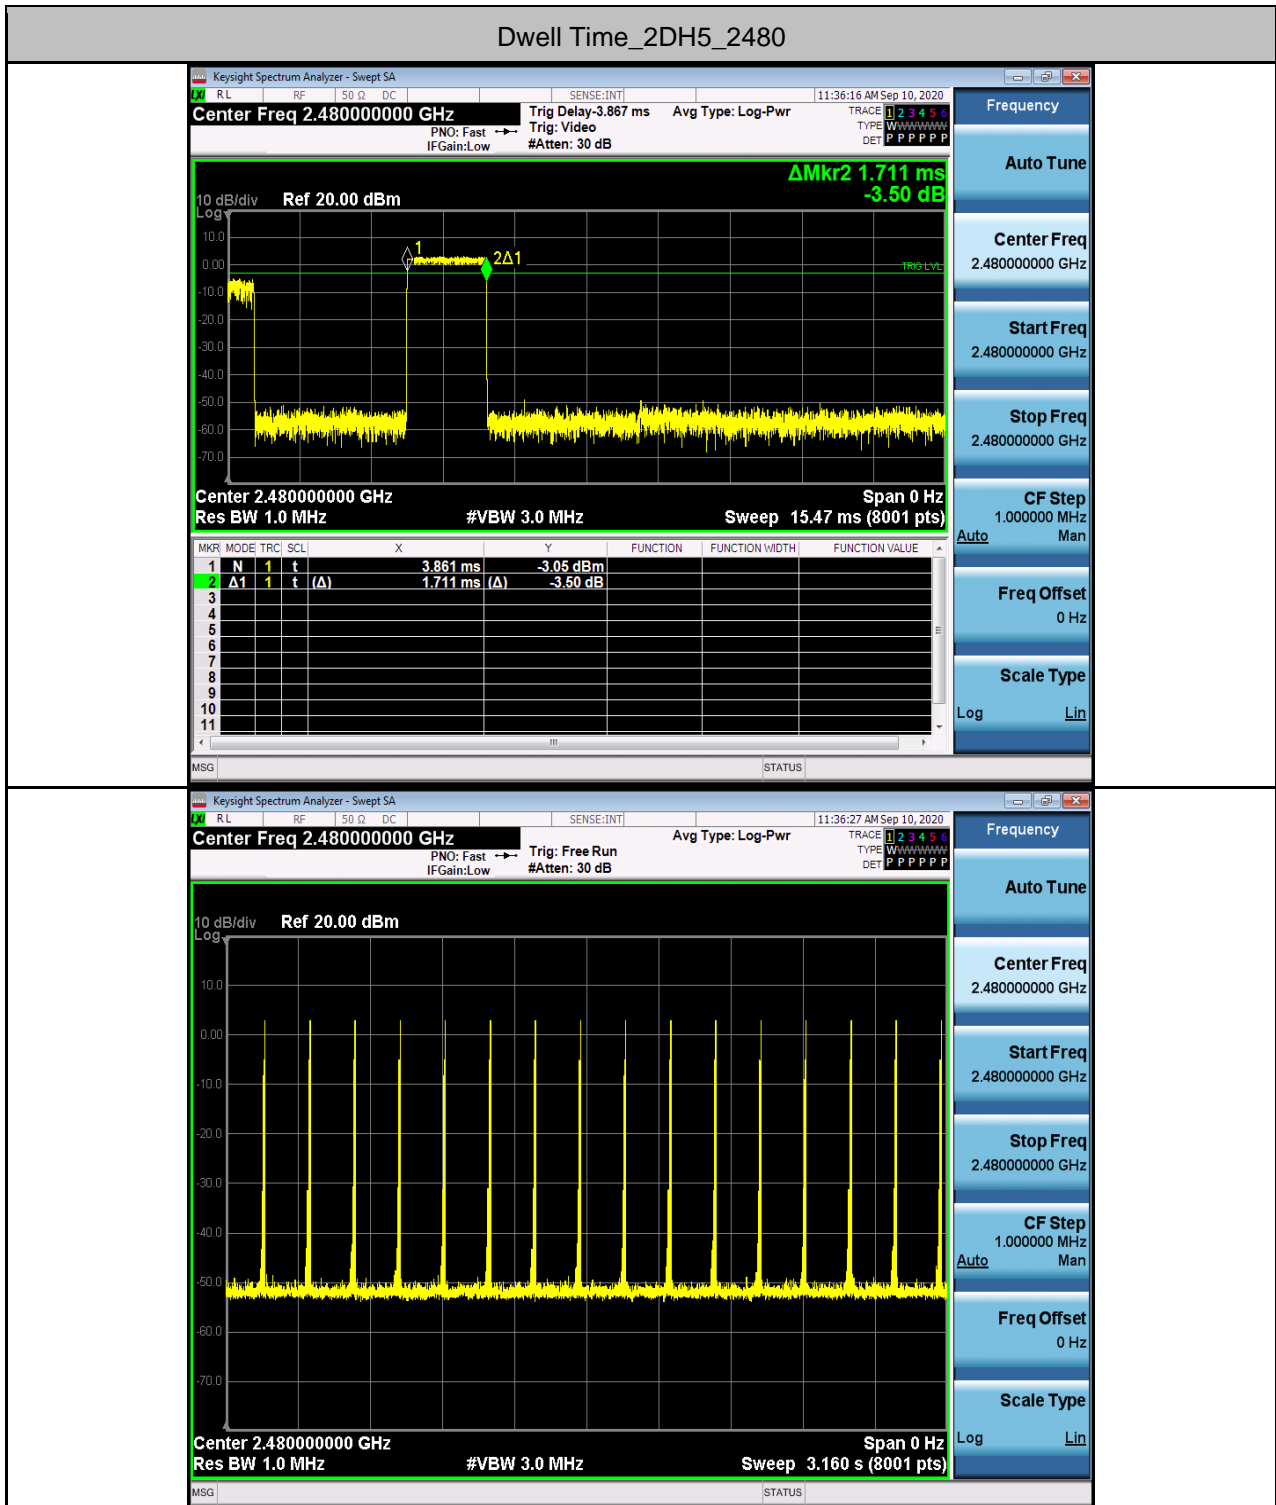 Dwell Time_2DH5_2480
Keysight Spectrum Analyzer - Swept SA
LXI RL RF 50 Ω DC SENSE:INT 11:36:16 AM Sep 10, 2020
Center Freq 2.480000000 GHz
PNO: Fast
IFGain:Low
Trig Delay-3.867 ms
Trig: Video
#Atten: 30 dB
Avg Type: Log-Pwr
TRACE 1 2 3 4 5 6
TYPE WWWWWW
DET P P P P P P
ΔMkr2 1.711 ms
-3.50 dB
10 dB/div Ref 20.00 dBm
Log
10.0
0.00
-10.0
-20.0
-30.0
-40.0
-50.0
-60.0
-70.0
1
2Δ1
TRIG LVL
Center 2.480000000 GHz Span 0 Hz
Res BW 1.0 MHz #VBW 3.0 MHz Sweep 15.47 ms (8001 pts)
MKR MODE TRC SCL X Y FUNCTION FUNCTION WIDTH FUNCTION VALUE
1 N 1 t 3.861 ms -3.05 dBm
2 Δ1 1 t (Δ) 1.711 ms (Δ) -3.50 dB
3
4
5
6
7
8
9
10
11
MSG STATUS
Frequency
Auto Tune
Center Freq
2.480000000 GHz
Start Freq
2.480000000 GHz
Stop Freq
2.480000000 GHz
CF Step
1.000000 MHz
Auto Man
Freq Offset
0 Hz
Scale Type
Log Lin
Keysight Spectrum Analyzer - Swept SA
LXI RL RF 50 Ω DC SENSE:INT 11:36:27 AM Sep 10, 2020
Center Freq 2.480000000 GHz
PNO: Fast
IFGain:Low
Trig: Free Run
#Atten: 30 dB
Avg Type: Log-Pwr
TRACE 1 2 3 4 5 6
TYPE WWWWWW
DET P P P P P P
10 dB/div Ref 20.00 dBm
Log
10.0
0.00
-10.0
-20.0
-30.0
-40.0
-50.0
-60.0
-70.0
Center 2.480000000 GHz Span 0 Hz
Res BW 1.0 MHz #VBW 3.0 MHz Sweep 3.160 s (8001 pts)
MSG STATUS
Frequency
Auto Tune
Center Freq
2.480000000 GHz
Start Freq
2.480000000 GHz
Stop Freq
2.480000000 GHz
CF Step
1.000000 MHz
Auto Man
Freq Offset
0 Hz
Scale Type
Log Lin